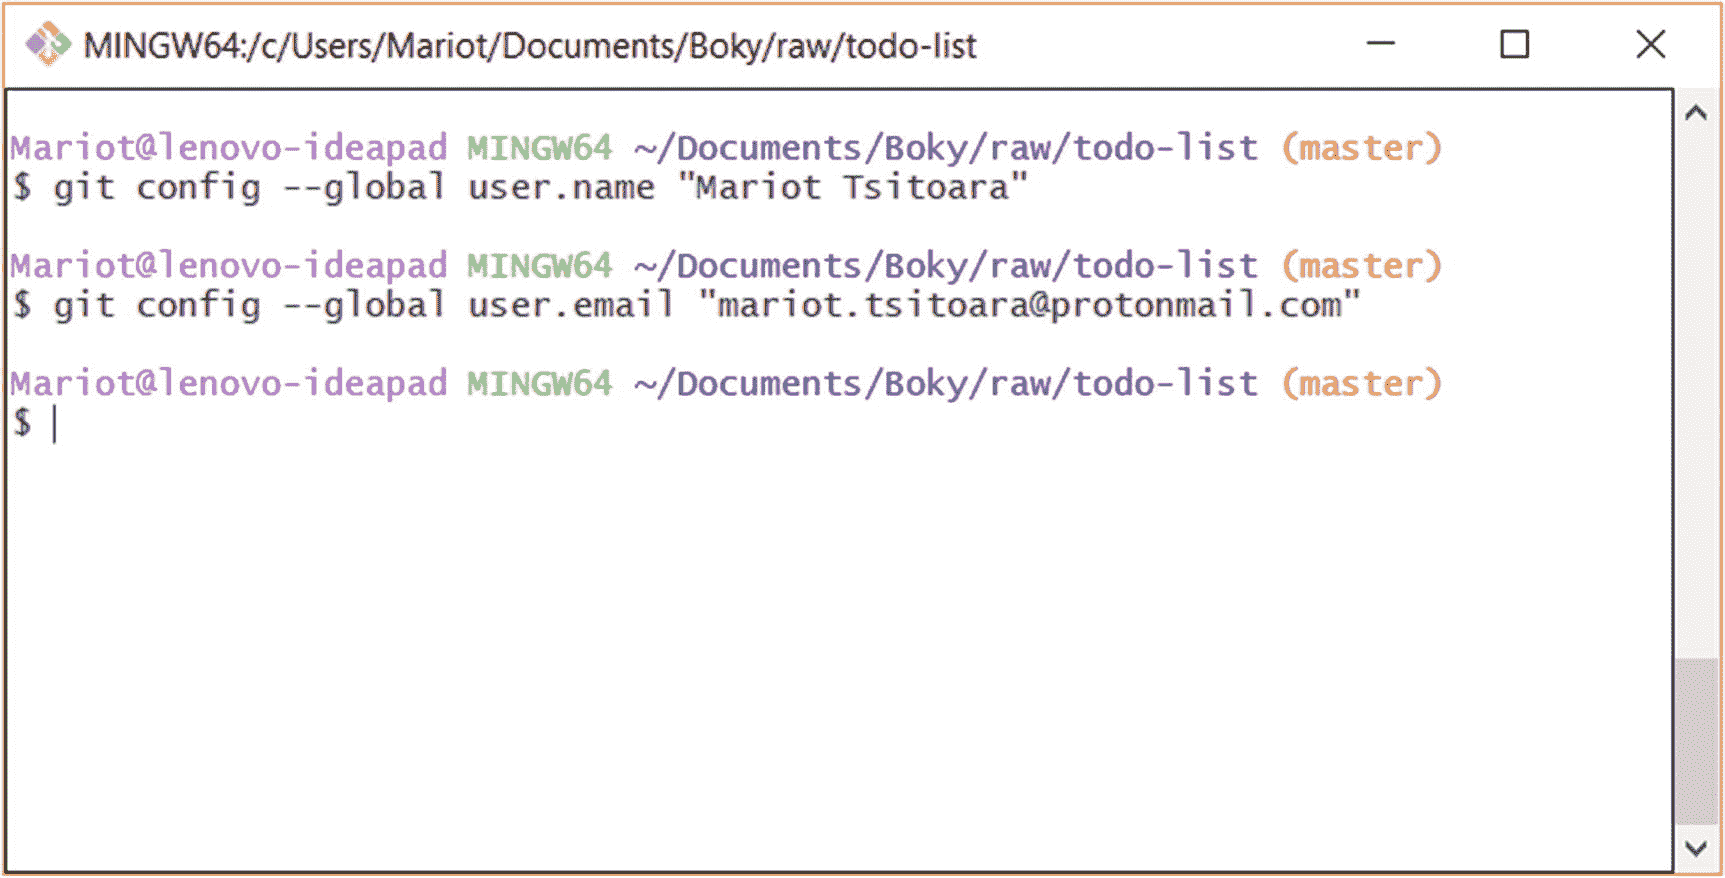 MINGW64:/c/Users/Mariot/Documents/Boky/raw/todo-list
Mariot@lenovo-ideapad MINGW64 ~/Documents/Boky/raw/todo-list (master)
$ git config --global user.name "Mariot Tsitoara"
Mariot@lenovo-ideapad MINGW64 ~/Documents/Boky/raw/todo-list (master)
$ git config --global user.email "mariot.tsitoara@protonmail.com"
Mariot@lenovo-ideapad MINGW64 ~/Documents/Boky/raw/todo-list (master)
$